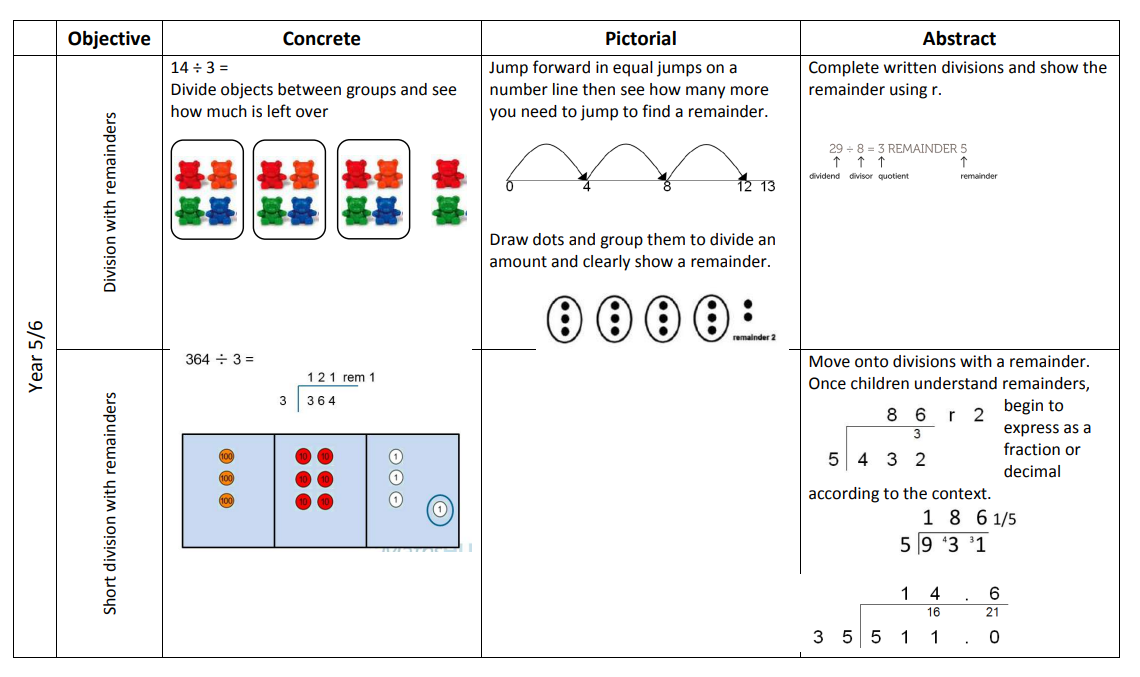 Objective Concrete Pictorial Abstract
Year 5/6
Division with remainders
14 ÷ 3 =
Divide objects between groups and see
how much is left over
Jump forward in equal jumps on a
number line then see how many more
you need to jump to find a remainder.
0 4 8 12 13
Draw dots and group them to divide an
amount and clearly show a remainder.
remainder 2
Complete written divisions and show the
remainder using r.
29 ÷ 8 = 3 REMAINDER 5
dividend divisor quotient remainder
Short division with remainders
364 ÷ 3 =
1 2 1 rem 1
3 3 6 4
100 10 10 1
100 10 10 1
100 10 10 1
1
Move onto divisions with a remainder.
Once children understand remainders,
begin to
express as a
fraction or
decimal
8 6 r 2
3
5 4 3 2
according to the context.
1 8 6 1/5
5 9 4 3 3 1
1 4 . 6
16 21
3 5 5 1 1 . 0